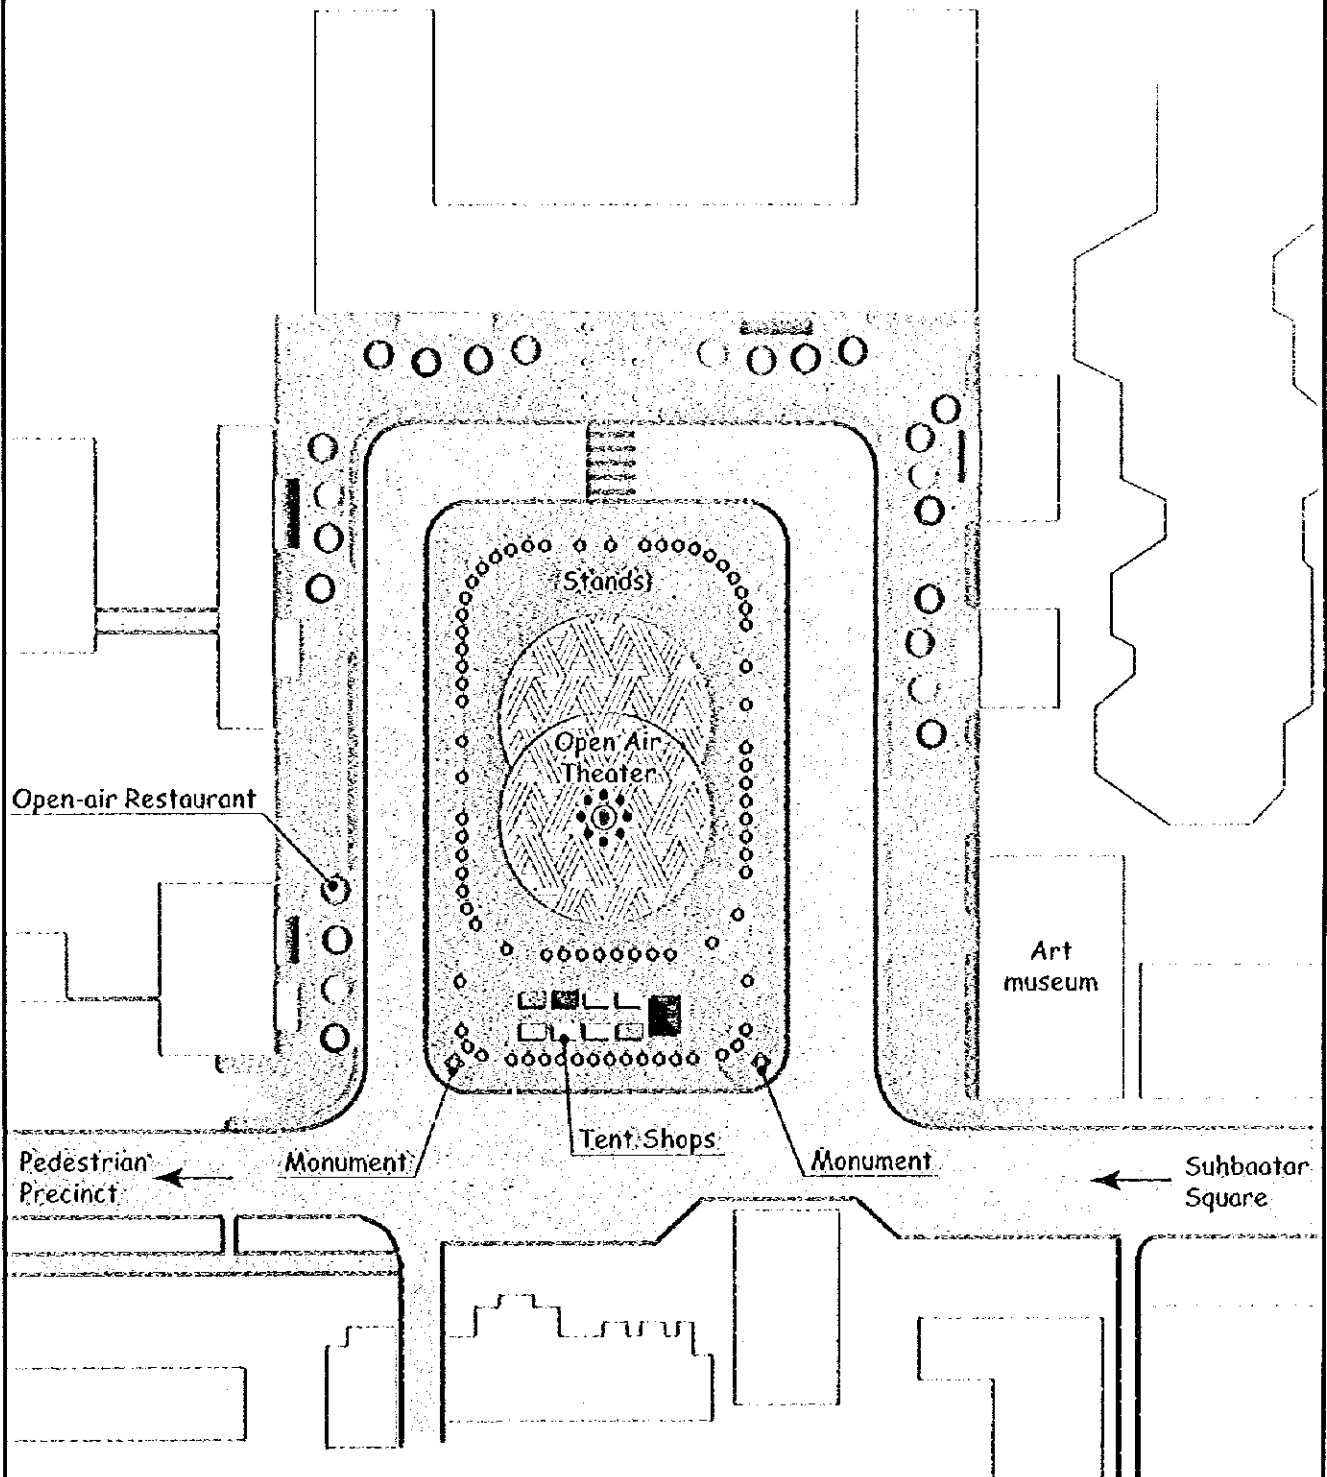 (Stands)
Open Air
Theater
Open-air Restaurant
Art
museum
Tent Shops
Pedestrian
Precinct
Monument
Monument
Suhbaatar
Square